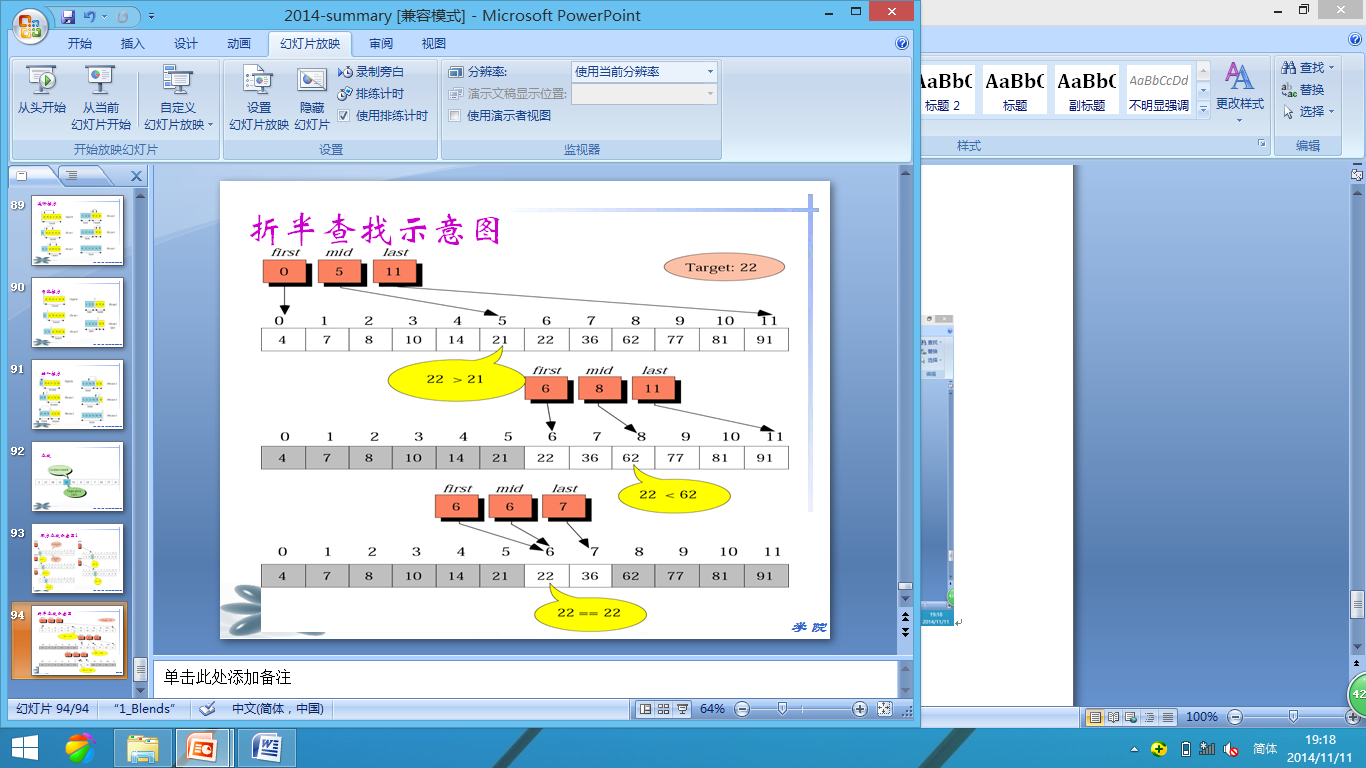 2014-summary [兼容模式] - Microsoft PowerPoint
开始 插入 设计 动画 幻灯片放映 审阅 视图
从头开始
从当前
幻灯片开始
自定义
幻灯片放映
开始放映幻灯片
设置
幻灯片放映
隐藏
幻灯片
录制旁白
排练计时
使用排练计时
设置
分辨率: 使用当前分辨率
演示文稿显示位置:
使用演示者视图
监视器
AaBbC AaBbC AaBbC AaBbCcDd
标题 2 标题 副标题 不明显强调
更改样式
样式
查找
替换
选择
编辑
89
90
91
92
93
94
折半查找示意图
first mid last
0 5 11
Target: 22
0 1 2 3 4 5 6 7 8 9 10 11
4 7 8 10 14 21 22 36 62 77 81 91
22 > 21
first mid last
6 8 11
0 1 2 3 4 5 6 7 8 9 10 11
4 7 8 10 14 21 22 36 62 77 81 91
22 < 62
first mid last
6 6 7
0 1 2 3 4 5 6 7 8 9 10 11
4 7 8 10 14 21 22 36 62 77 81 91
22 == 22
学院
单击此处添加备注
幻灯片 94/94 "1_Blends" 中文(简体，中国) 64%
100%
42
19:18
2014/11/11
简体
19:18
2014/11/11